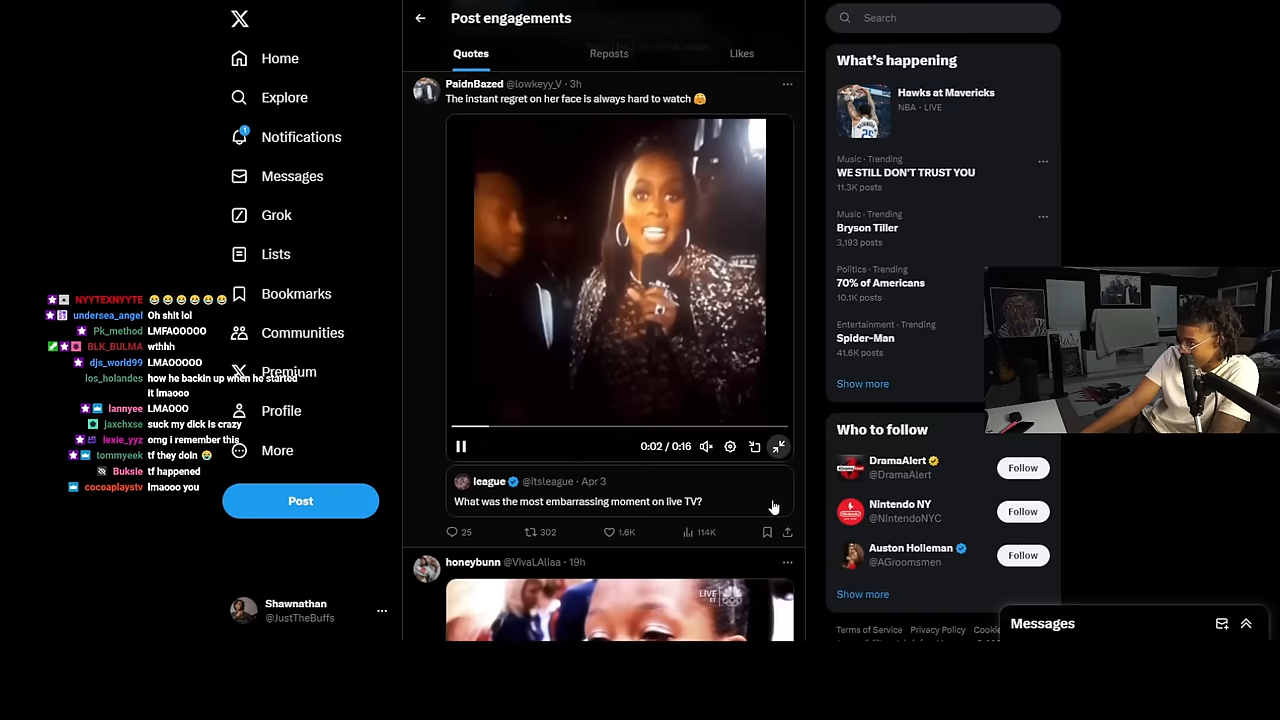 Home
Explore
1
Notifications
Messages
Grok
Lists
Bookmarks
Communities
Premium
Profile
More
Post
Shawnathan
@JustTheBuffs
NYYTEXNYYTE
undersea_angel Oh shit lol
Pk_method LMFAOOOOO
BLK_BULMA wthhh
djs_world99 LMAOOOOO
los_holandes how he backin up when he started
it lmaooo
lannyee LMAOOO
jaxchxse suck my dick is crazy
lexie_yyz omg i remember this
tommyeek tf they doin 😭
Buksie tf happened
cocoaplaystv lmaooo you
Post engagements
Quotes Reposts Likes
PaidnBazed @lowkeyy_V · 3h
The instant regret on her face is always hard to watch
0:02 / 0:16
league @itsleague · Apr 3
What was the most embarrassing moment on live TV?
25 302 1.6K 114K
honeybunn @VivaLAliaa · 19h
LIVE
ET
Search
What's happening
Hawks at Mavericks
NBA · LIVE
Music · Trending
WE STILL DON'T TRUST YOU
11.3K posts
Music · Trending
Bryson Tiller
3,193 posts
Politics · Trending
70% of Americans
10.1K posts
Entertainment · Trending
Spider-Man
41.6K posts
Show more
Who to follow
DramaAlert
@DramaAlert
Follow
Nintendo NY
@NintendoNYC
Follow
Auston Holleman
@AGroomsmen
Follow
Show more
Terms of Service Privacy Policy Cookie
Messages